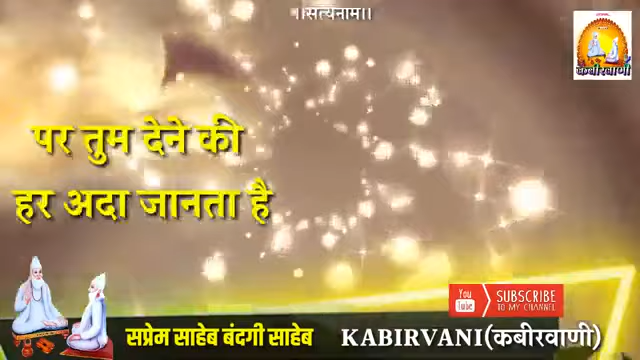 ।।सत्यनाम।।
कबीरवाणी
पर तुम देने की
हर अदा जानता है
You
Tube
SUBSCRIBE
TO MY CHANNEL
सप्रेम साहेब बंदगी साहेब
KABIRVANI(कबीरवाणी)